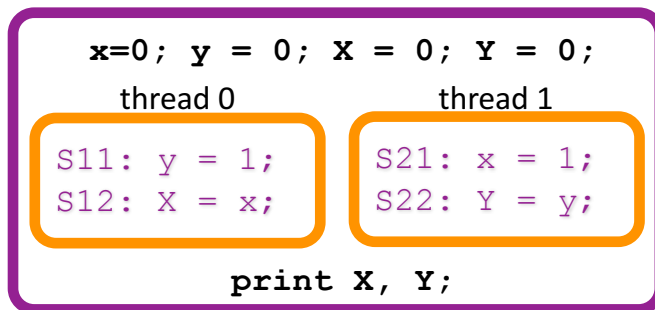 x=0; y = 0; X = 0; Y = 0;
thread 0 thread 1
S11: y = 1; S21: x = 1;
S12: X = x; S22: Y = y;
print X, Y;